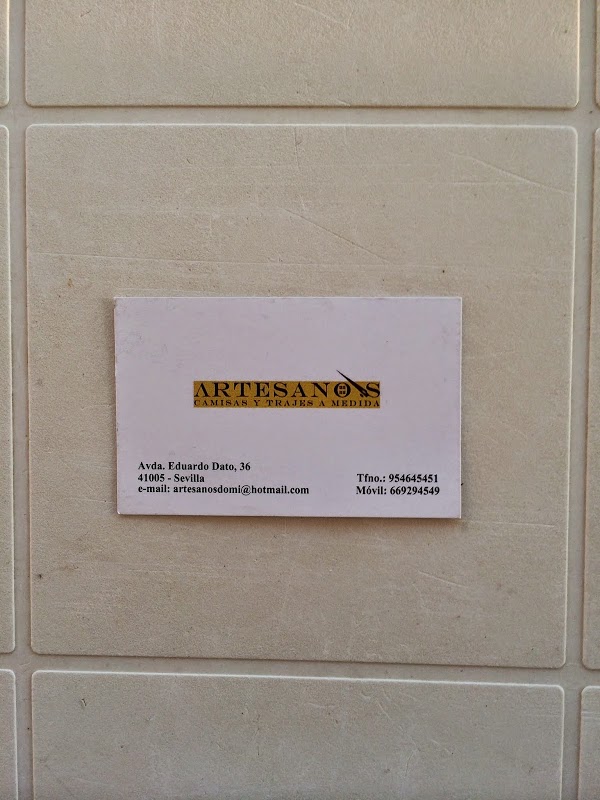 ARTESANOS
CAMISAS Y TRAJES A MEDIDA
Avda. Eduardo Dato, 36
41005 - Sevilla
e-mail: artesanosdomi@hotmail.com
Tfno.: 954645451
Móvil: 669294549